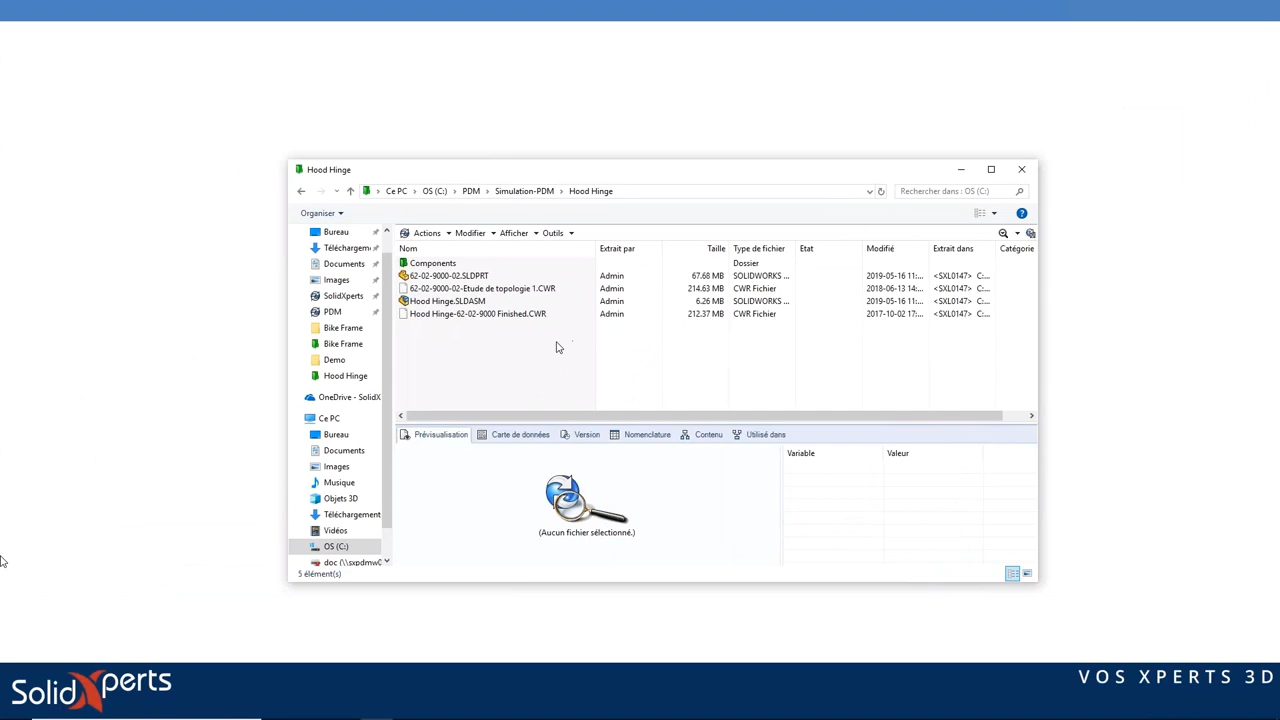 Hood Hinge
Ce PC > OS (C:) > PDM > Simulation-PDM > Hood Hinge
Rechercher dans : OS (C:)
Organiser
Bureau
Téléchargem
Documents
Images
SolidXperts
PDM
Bike Frame
Bike Frame
Demo
Hood Hinge
OneDrive - SolidX
Ce PC
Bureau
Documents
Images
Musique
Objets 3D
Téléchargement
Vidéos
OS (C:)
doc (\\sxpdmw0
Actions Modifier Afficher Outils
Nom Extrait par Taille Type de fichier Etat Modifié Extrait dans Catégorie
Components Dossier
62-02-9000-02.SLDPRT Admin 67.68 MB SOLIDWORKS ... 2019-05-16 11:... <SXL0147> C:...
62-02-9000-02-Etude de topologie 1.CWR Admin 214.63 MB CWR Fichier 2018-06-13 14:... <SXL0147> C:...
Hood Hinge.SLDASM Admin 6.26 MB SOLIDWORKS ... 2019-05-16 11:... <SXL0147> C:...
Hood Hinge-62-02-9000 Finished.CWR Admin 212.37 MB CWR Fichier 2017-10-02 17:... <SXL0147> C:...
Prévisualisation Carte de données Version Nomenclature Contenu Utilisé dans
Variable Valeur
(Aucun fichier sélectionné.)
5 élément(s)
SolidXperts
VOS XPERTS 3D